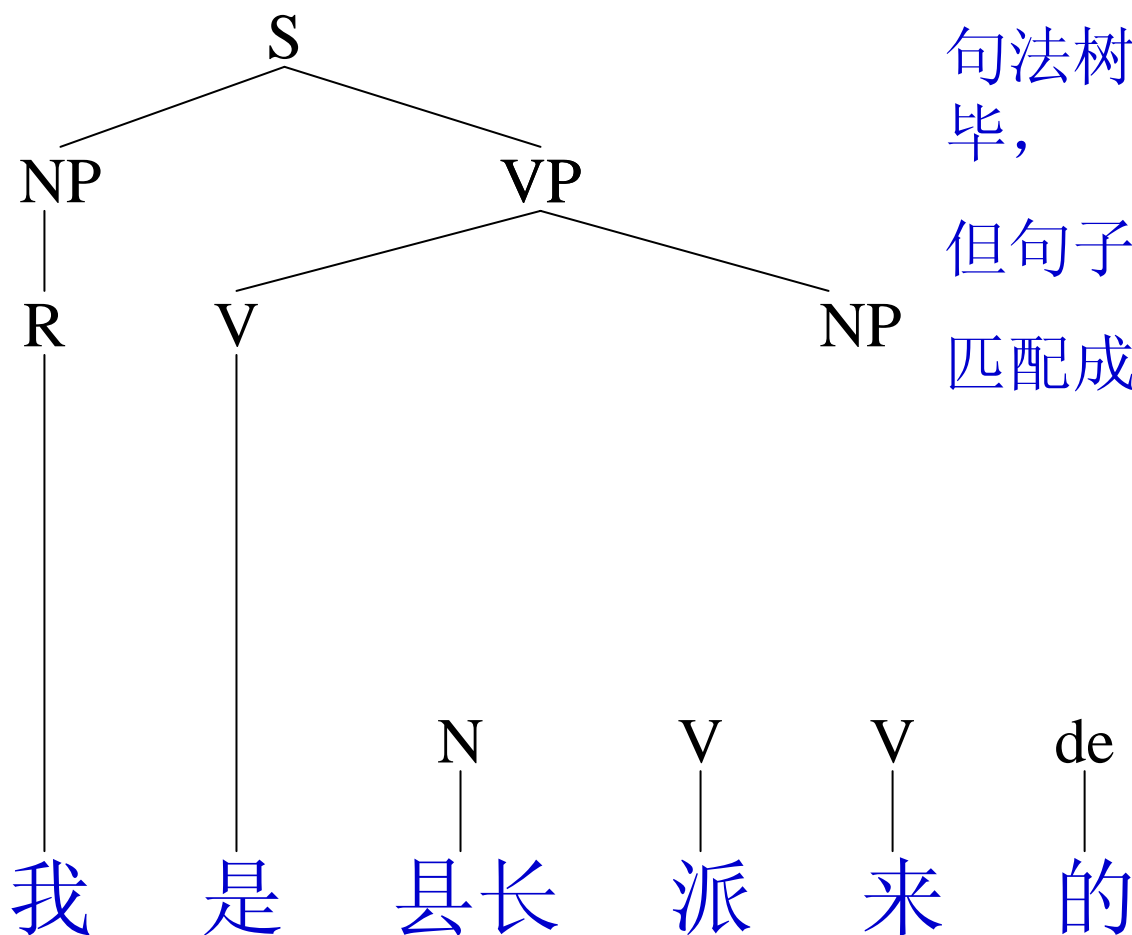 S
句法树
毕，
NP VP
但句子
R V NP
匹配成
N V V de
我 是 县长 派 来 的